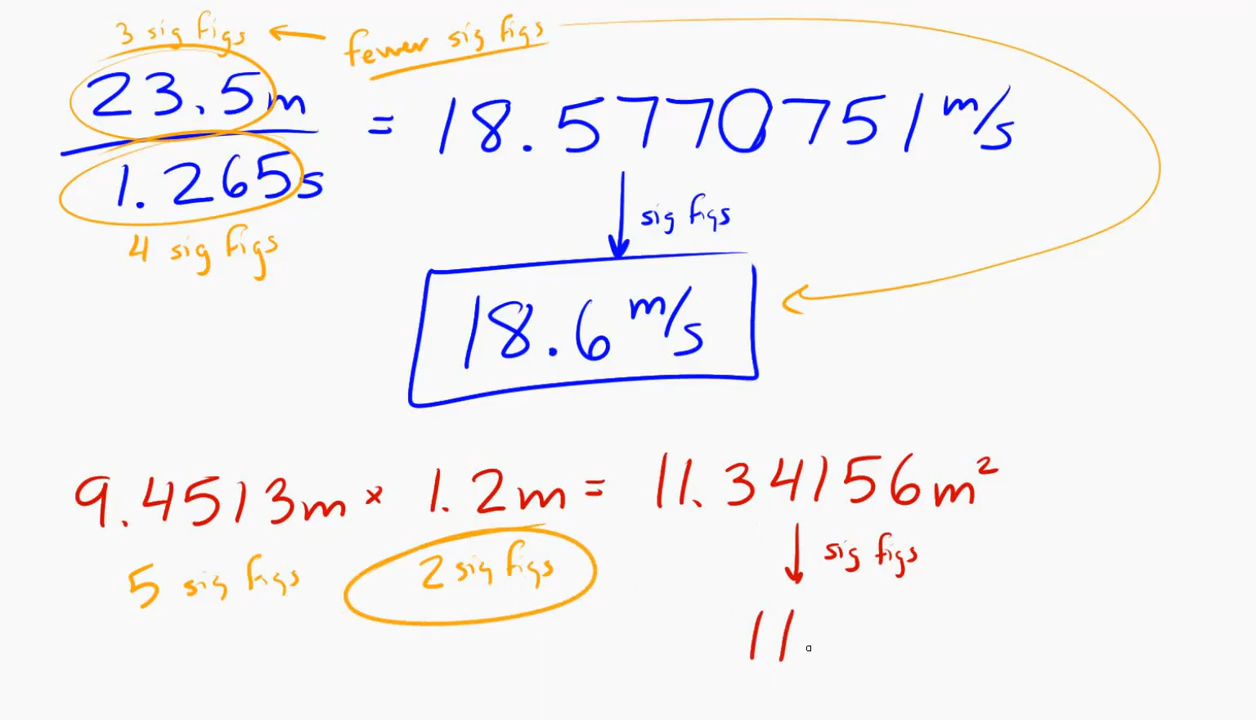 3 sig figs ← fewer sig figs
23.5m / 1.265s = 18.5770751 m/s
4 sig figs
↓ sig figs
18.6 m/s
9.4513m × 1.2m = 11.34156m²
5 sig figs 2 sig figs
↓ sig figs
11